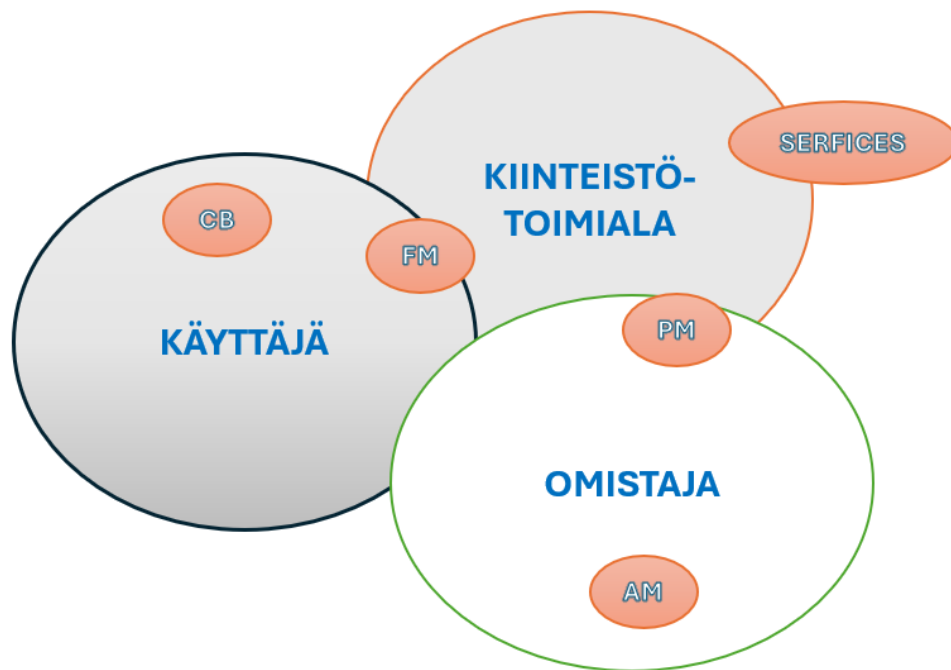 SERFICES
KIINTEISTÖ-
TOIMIALA
CB
FM
PM
KÄYTTÄJÄ
OMISTAJA
AM